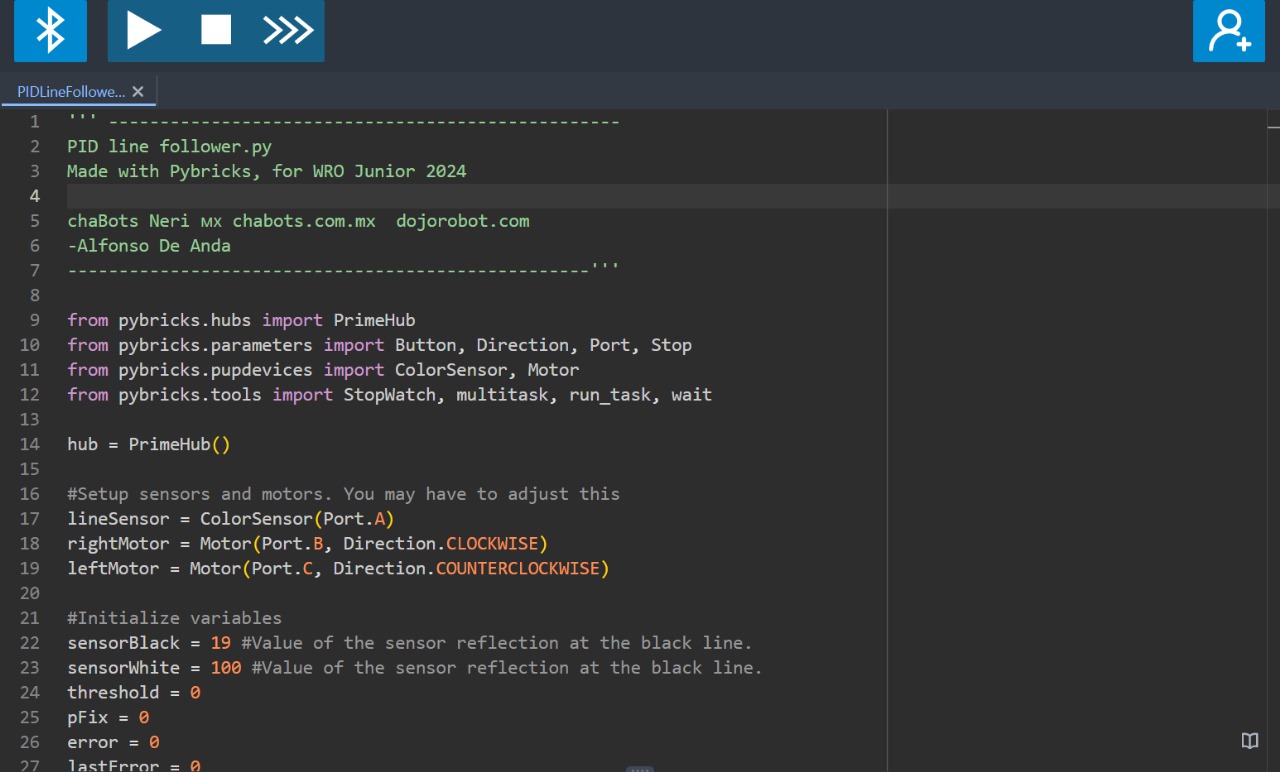 PIDLineFollowe...
1 ''' --------------------------------------------------
2 PID line follower.py
3 Made with Pybricks, for WRO Junior 2024
4
5 chaBots Neri MX chabots.com.mx  dojorobot.com
6 -Alfonso De Anda
7 ---------------------------------------------------'''
8
9 from pybricks.hubs import PrimeHub
10 from pybricks.parameters import Button, Direction, Port, Stop
11 from pybricks.pupdevices import ColorSensor, Motor
12 from pybricks.tools import StopWatch, multitask, run_task, wait
13
14 hub = PrimeHub()
15
16 #Setup sensors and motors. You may have to adjust this
17 lineSensor = ColorSensor(Port.A)
18 rightMotor = Motor(Port.B, Direction.CLOCKWISE)
19 leftMotor = Motor(Port.C, Direction.COUNTERCLOCKWISE)
20
21 #Initialize variables
22 sensorBlack = 19 #Value of the sensor reflection at the black line.
23 sensorWhite = 100 #Value of the sensor reflection at the black line.
24 threshold = 0
25 pFix = 0
26 error = 0
27 lastError = 0